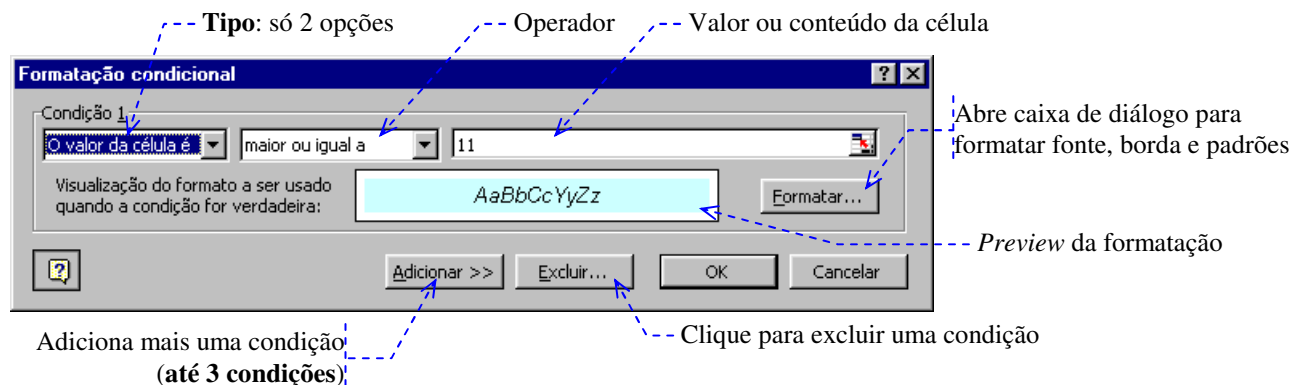 Tipo: só 2 opções
Operador
Valor ou conteúdo da célula
Formatação condicional
Condição 1
O valor da célula é
maior ou igual a
11
Abre caixa de diálogo para
formatar fonte, borda e padrões
Visualização do formato a ser usado
quando a condição for verdadeira:
AaBbCcYyZz
Formatar...
Preview da formatação
Adicionar >>
Excluir...
OK
Cancelar
Adiciona mais uma condição
(até 3 condições)
Clique para excluir uma condição